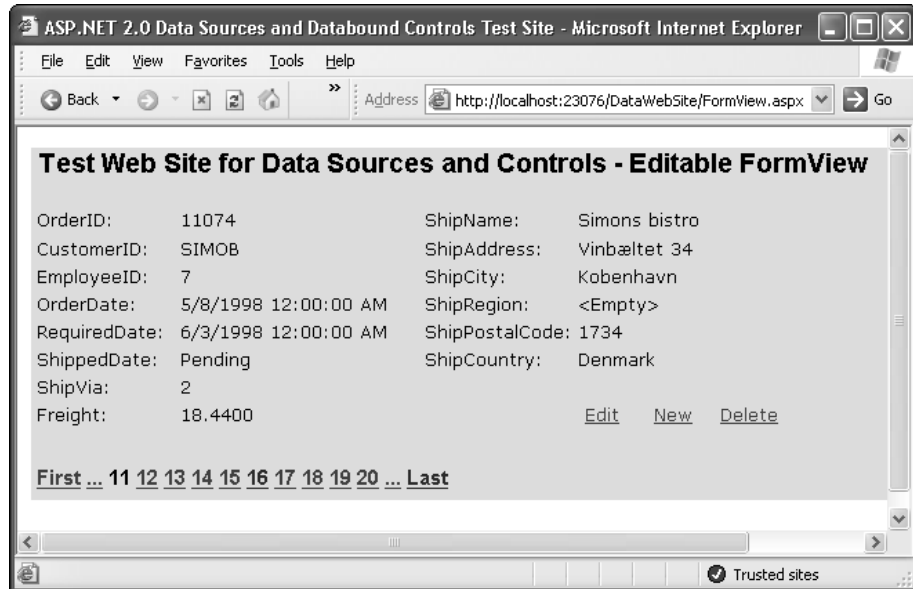 ASP.NET 2.0 Data Sources and Databound Controls Test Site - Microsoft Internet Explorer
File Edit View Favorites Tools Help
Back » Address http://localhost:23076/DataWebSite/FormView.aspx Go
Test Web Site for Data Sources and Controls - Editable FormView
OrderID: 11074 ShipName: Simons bistro
CustomerID: SIMOB ShipAddress: Vinbæltet 34
EmployeeID: 7 ShipCity: Kobenhavn
OrderDate: 5/8/1998 12:00:00 AM ShipRegion: <Empty>
RequiredDate: 6/3/1998 12:00:00 AM ShipPostalCode: 1734
ShippedDate: Pending ShipCountry: Denmark
ShipVia: 2
Freight: 18.4400 Edit New Delete
First ... 11 12 13 14 15 16 17 18 19 20 ... Last
Trusted sites